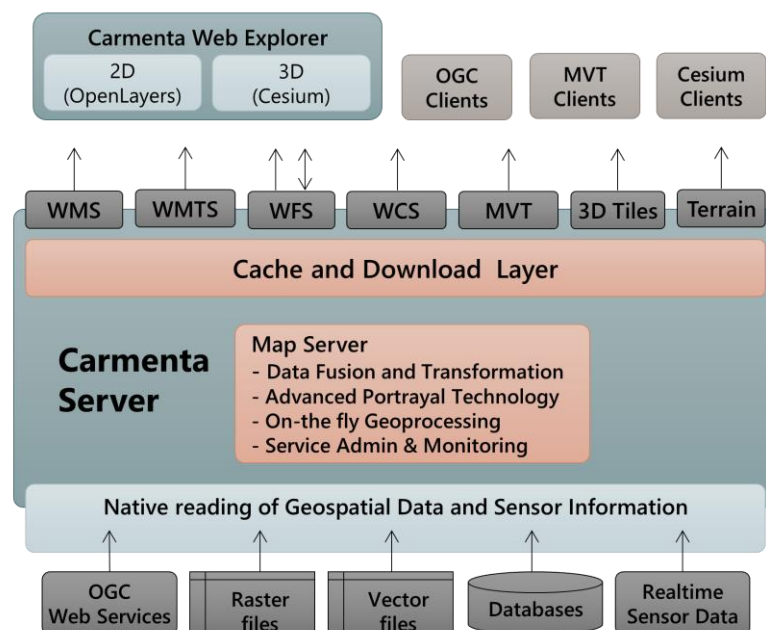 Carmenta Web Explorer
2D
(OpenLayers)
3D
(Cesium)
OGC
Clients
MVT
Clients
Cesium
Clients
WMS
WMTS
WFS
WCS
MVT
3D Tiles
Terrain
Cache and Download Layer
Carmenta
Server
Map Server
- Data Fusion and Transformation
- Advanced Portrayal Technology
- On-the fly Geoprocessing
- Service Admin & Monitoring
Native reading of Geospatial Data and Sensor Information
OGC
Web Services
Raster
files
Vector
files
Databases
Realtime
Sensor Data